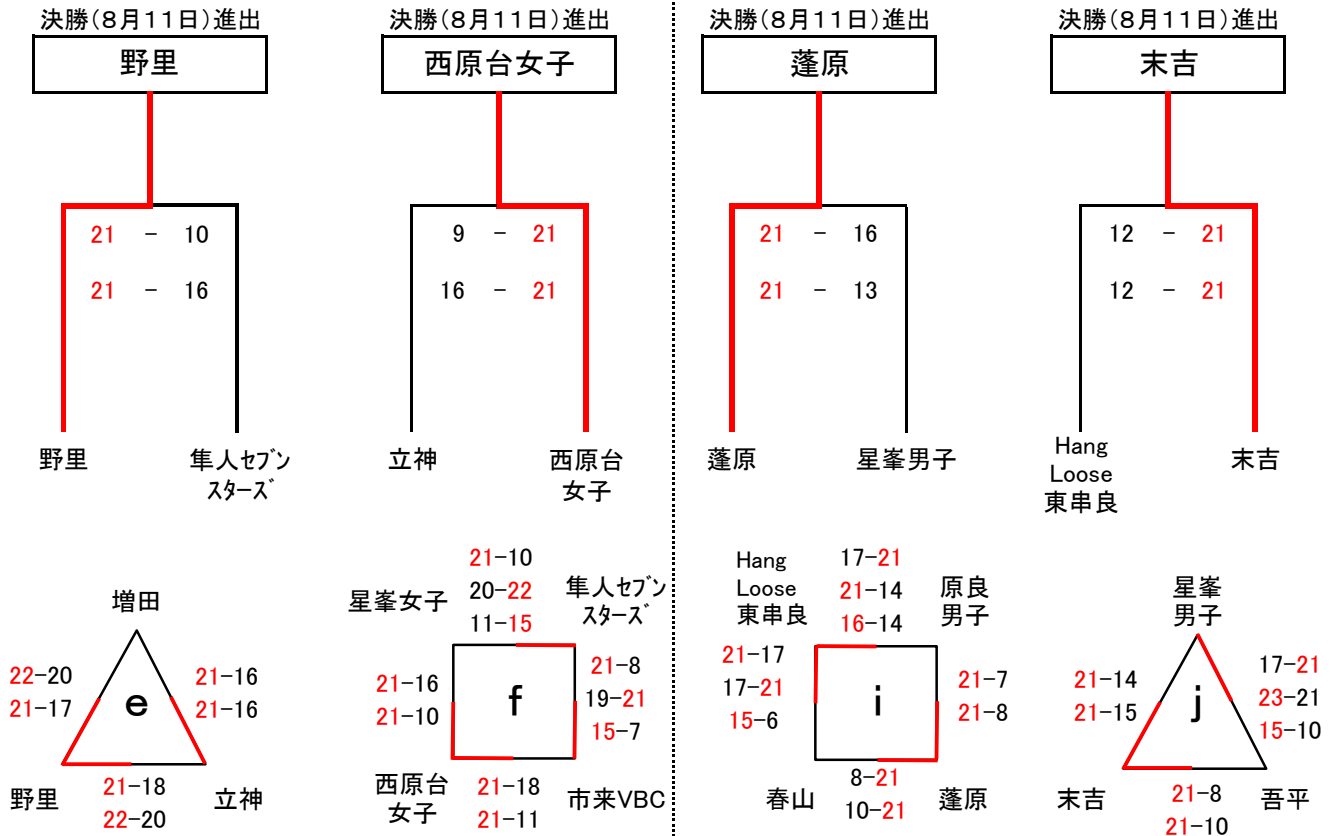 決勝(8月11日)進出
野里
21 － 10
21 － 16
野里
隼人セブン
スターズ
決勝(8月11日)進出
西原台女子
9 － 21
16 － 21
立神
西原台
女子
決勝(8月11日)進出
蓬原
21 － 16
21 － 13
蓬原
星峯男子
決勝(8月11日)進出
末吉
12 － 21
12 － 21
Hang
Loose
東串良
末吉
増田
22−20
21−17
e
21−16
21−16
野里
21−18
22−20
立神
21−10
20−22
11−15
星峯女子
隼人セブン
スターズ
21−16
21−10
f
21−8
19−21
15−7
西原台
女子
21−18
21−11
市来VBC
Hang
Loose
東串良
17−21
21−14
16−14
原良
男子
21−17
17−21
15−6
i
21−7
21−8
春山
8−21
10−21
蓬原
星峯
男子
21−14
21−15
j
17−21
23−21
15−10
末吉
21−8
21−10
吾平